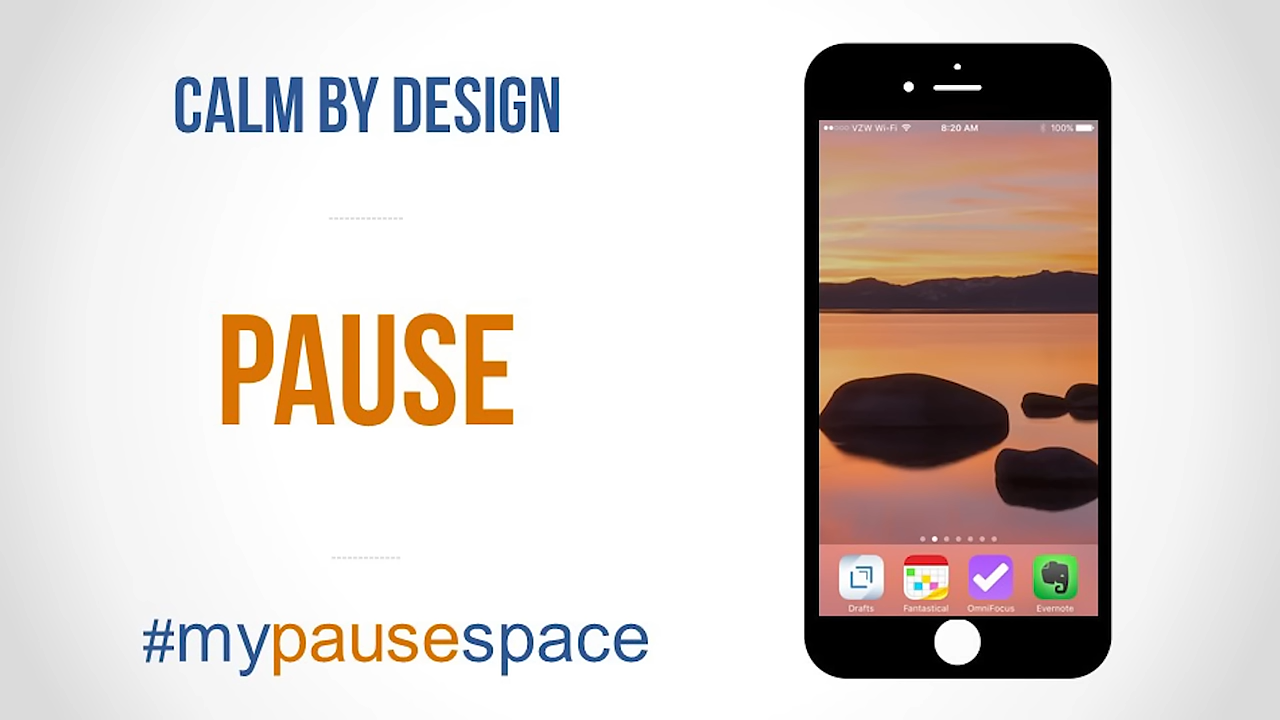 CALM BY DESIGN
PAUSE
#mypausespace
VZW Wi-Fi 8:20 AM 100%
Drafts Fantastical OmniFocus Evernote